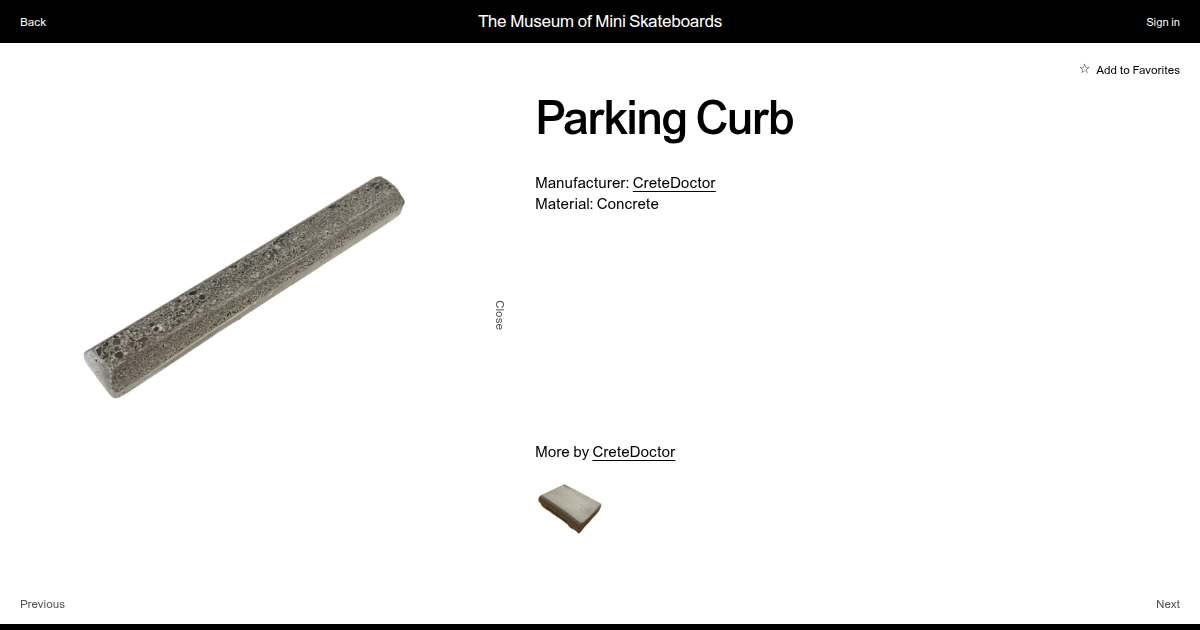 Back
The Museum of Mini Skateboards
Sign in
☆ Add to Favorites
Parking Curb
Manufacturer: CreteDoctor
Material: Concrete
Close
More by CreteDoctor
Previous
Next